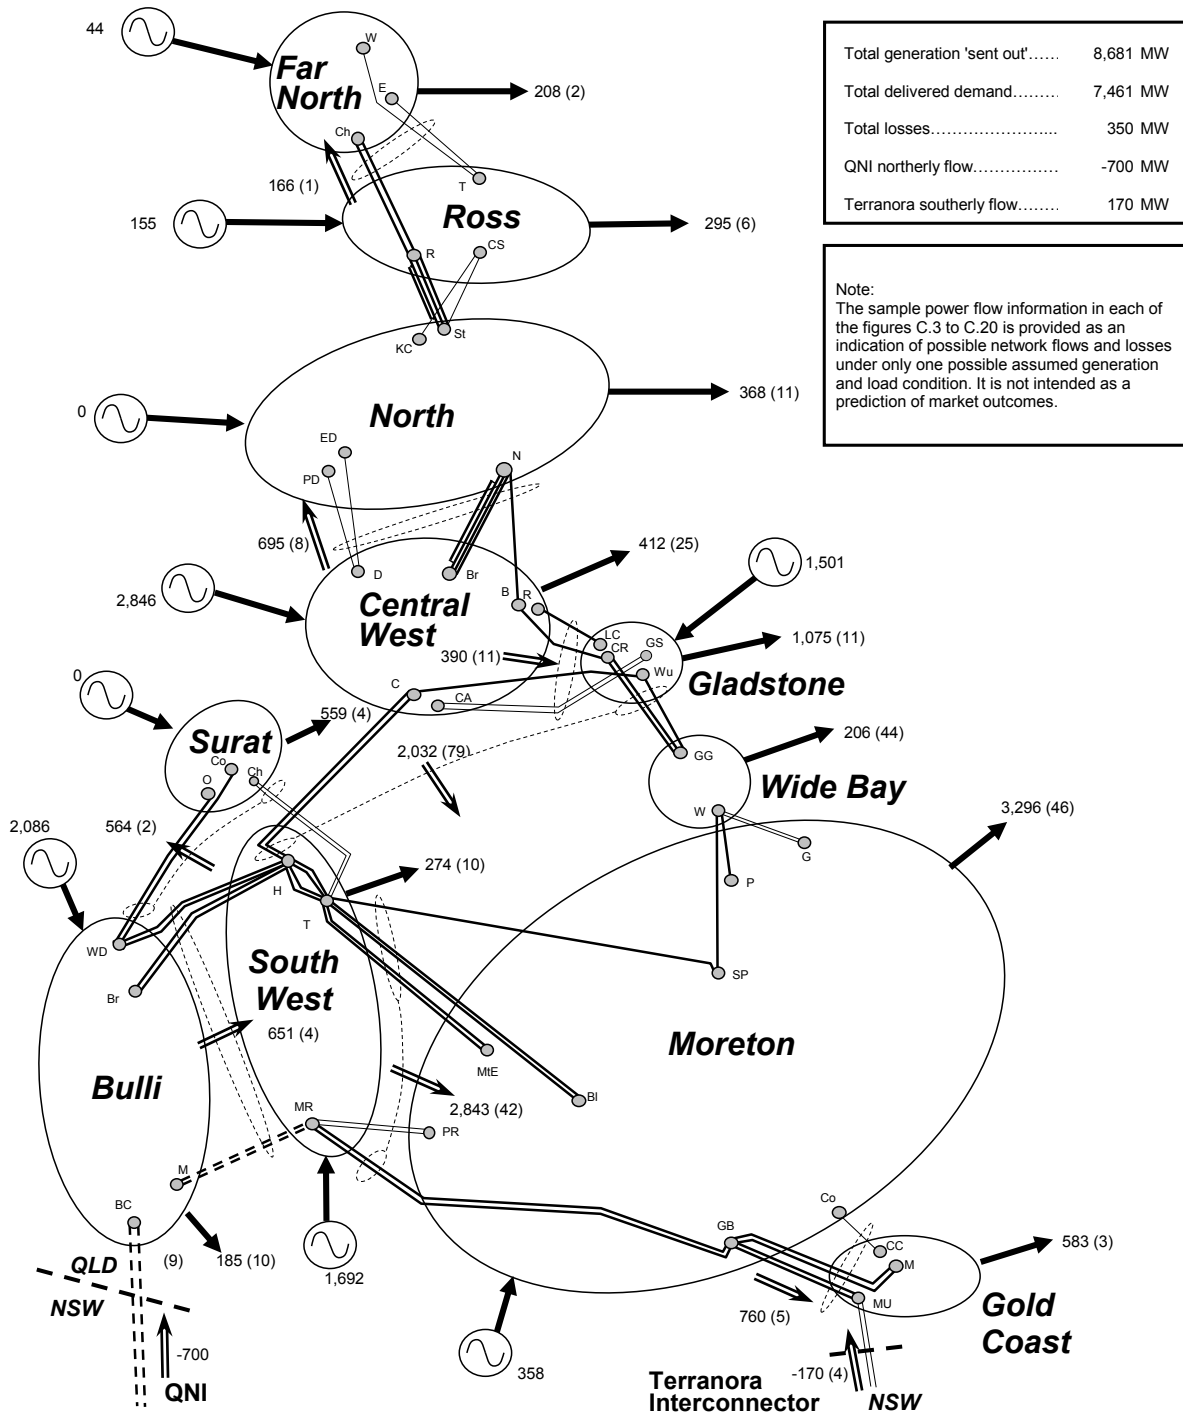 44
W
Far
North
E
208 (2)
Ch
166 (1)
T
155
Ross
295 (6)
R
CS
KC
St
0
North
368 (11)
ED
PD
N
695 (8)
412 (25)
1,501
D
Br
B
R
2,846
Central
West
LC
CR
GS
1,075 (11)
390 (11)
Wu
Gladstone
0
C
CA
559 (4)
Surat
2,032 (79)
206 (44)
GG
Co
Ch
O
Wide Bay
W
3,296 (46)
2,086
564 (2)
G
P
274 (10)
H
T
WD
South
West
SP
Br
651 (4)
Moreton
MtE
Bulli
BI
MR
2,843 (42)
PR
M
BC
Co
GB
CC
583 (3)
(9)
185 (10)
M
QLD
1,692
NSW
MU
760 (5)
Gold
Coast
-700
358
QNI
-170 (4)
Terranora
Interconnector
NSW
Total generation 'sent out'...... 8,681 MW
Total delivered demand......... 7,461 MW
Total losses........................ 350 MW
QNI northerly flow................ -700 MW
Terranora southerly flow....... 170 MW
Note:
The sample power flow information in each of
the figures C.3 to C.20 is provided as an
indication of possible network flows and losses
under only one possible assumed generation
and load condition. It is not intended as a
prediction of market outcomes.